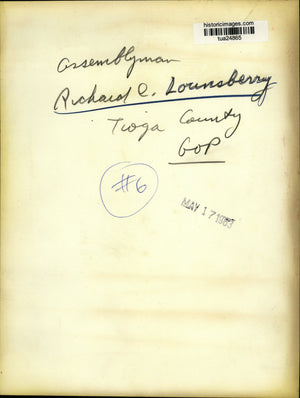 historicimages.com
tua24865
Assemblyman
Richard C. Lounsberry
Tioga County
GOP
#6
MAY 17 1963